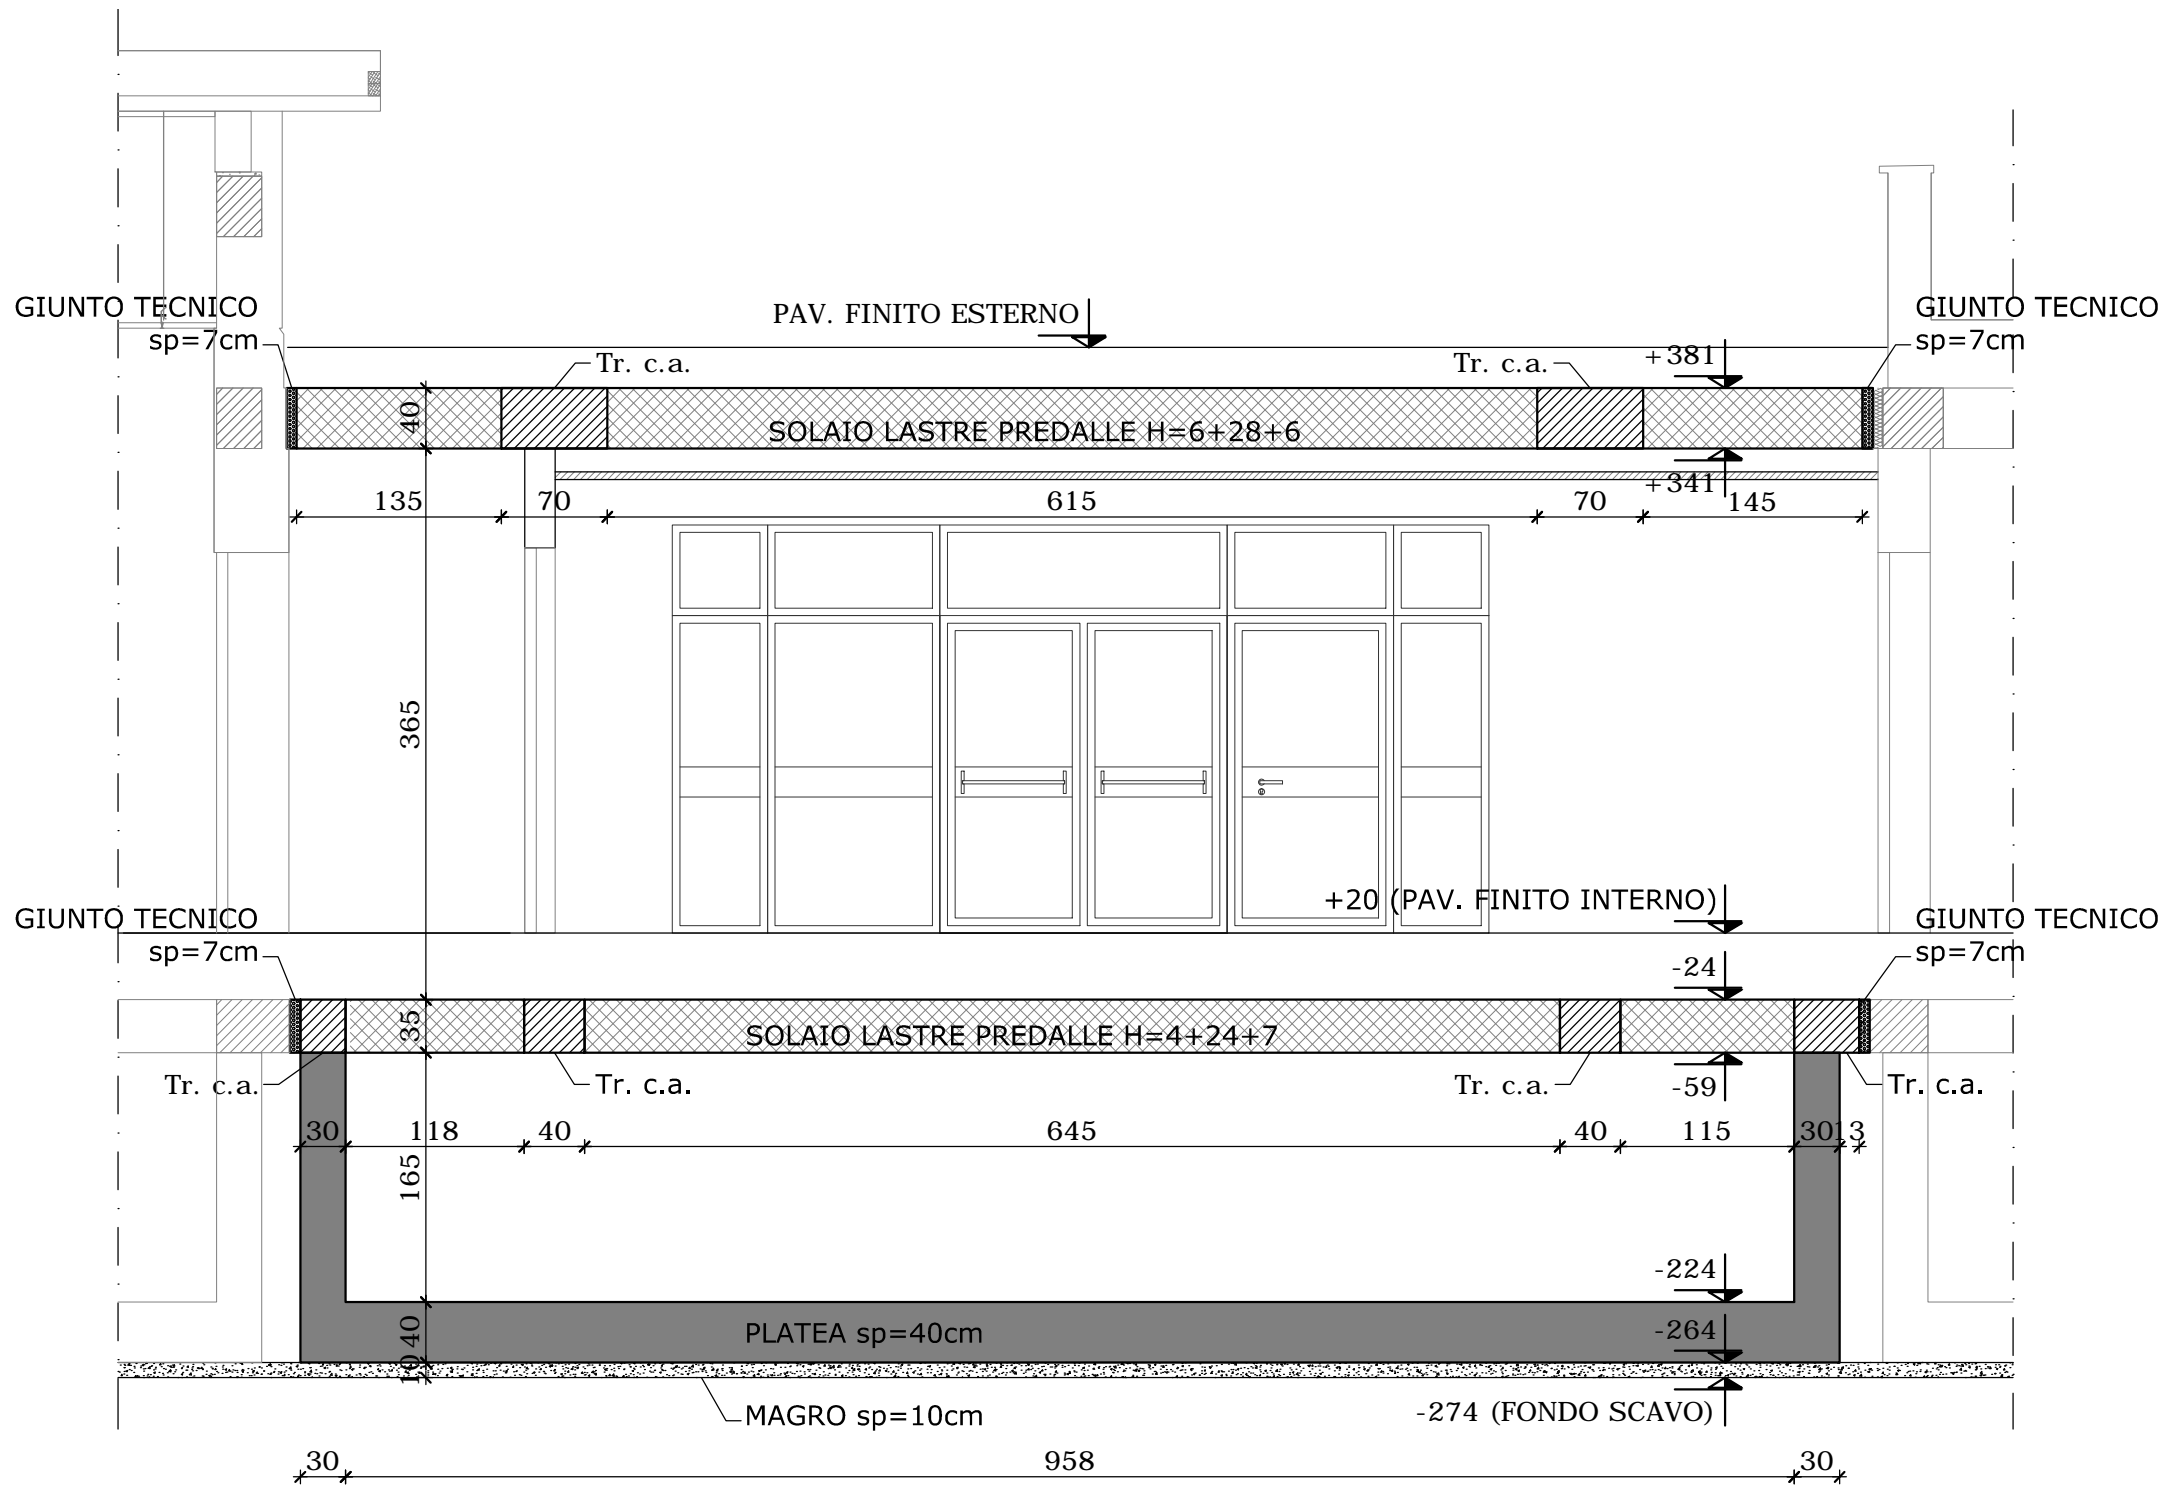 PAV. FINITO ESTERNO
GIUNTO TECNICO
sp=7cm
GIUNTO TECNICO
sp=7cm
Tr. c.a.
Tr. c.a.
+381
40
SOLAIO LASTRE PREDALLE H=6+28+6
+341
135
70
615
70
145
365
+20 (PAV. FINITO INTERNO)
GIUNTO TECNICO
sp=7cm
GIUNTO TECNICO
sp=7cm
-24
35
SOLAIO LASTRE PREDALLE H=4+24+7
Tr. c.a.
Tr. c.a.
Tr. c.a.
-59
Tr. c.a.
30
118
40
645
40
115
30
13
165
-224
40
PLATEA sp=40cm
-264
10
MAGRO sp=10cm
-274 (FONDO SCAVO)
30
958
30